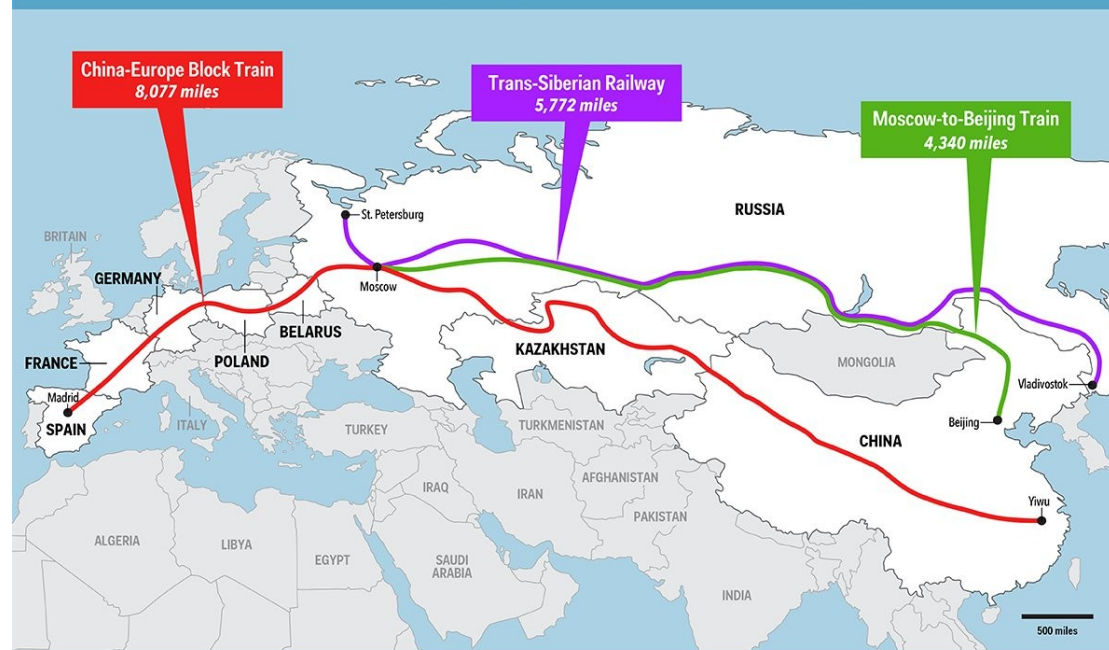 China-Europe Block Train
8,077 miles
Trans-Siberian Railway
5,772 miles
Moscow-to-Beijing Train
4,340 miles
St. Petersburg
RUSSIA
BRITAIN
GERMANY
Moscow
BELARUS
POLAND
FRANCE
KAZAKHSTAN
MONGOLIA
Vladivostok
Madrid
SPAIN
ITALY
TURKEY
TURKMENISTAN
Beijing
CHINA
AFGHANISTAN
IRAQ
IRAN
PAKISTAN
Yiwu
ALGERIA
LIBYA
EGYPT
SAUDI
ARABIA
INDIA
500 miles